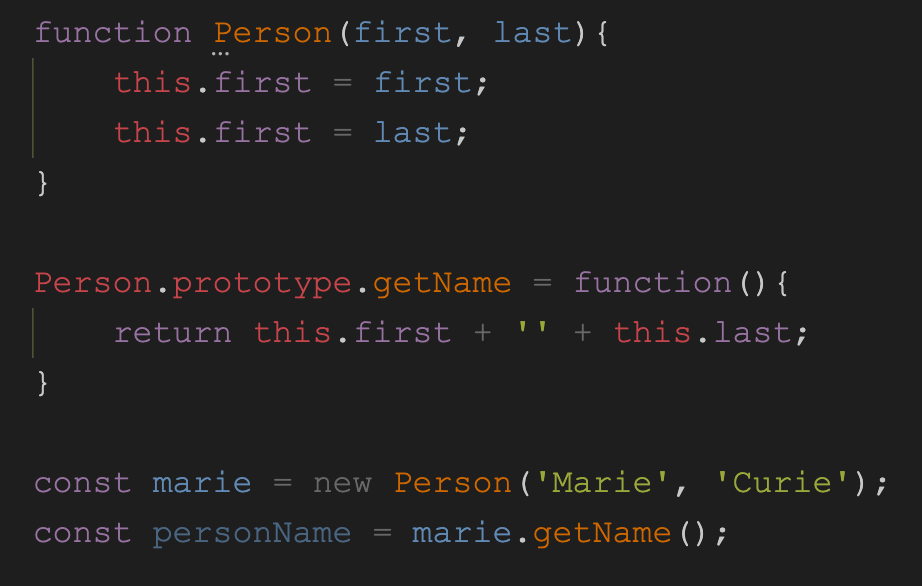 function Person(first, last){
    this.first = first;
    this.first = last;
}

Person.prototype.getName = function(){
    return this.first + '' + this.last;
}

const marie = new Person('Marie', 'Curie');
const personName = marie.getName();